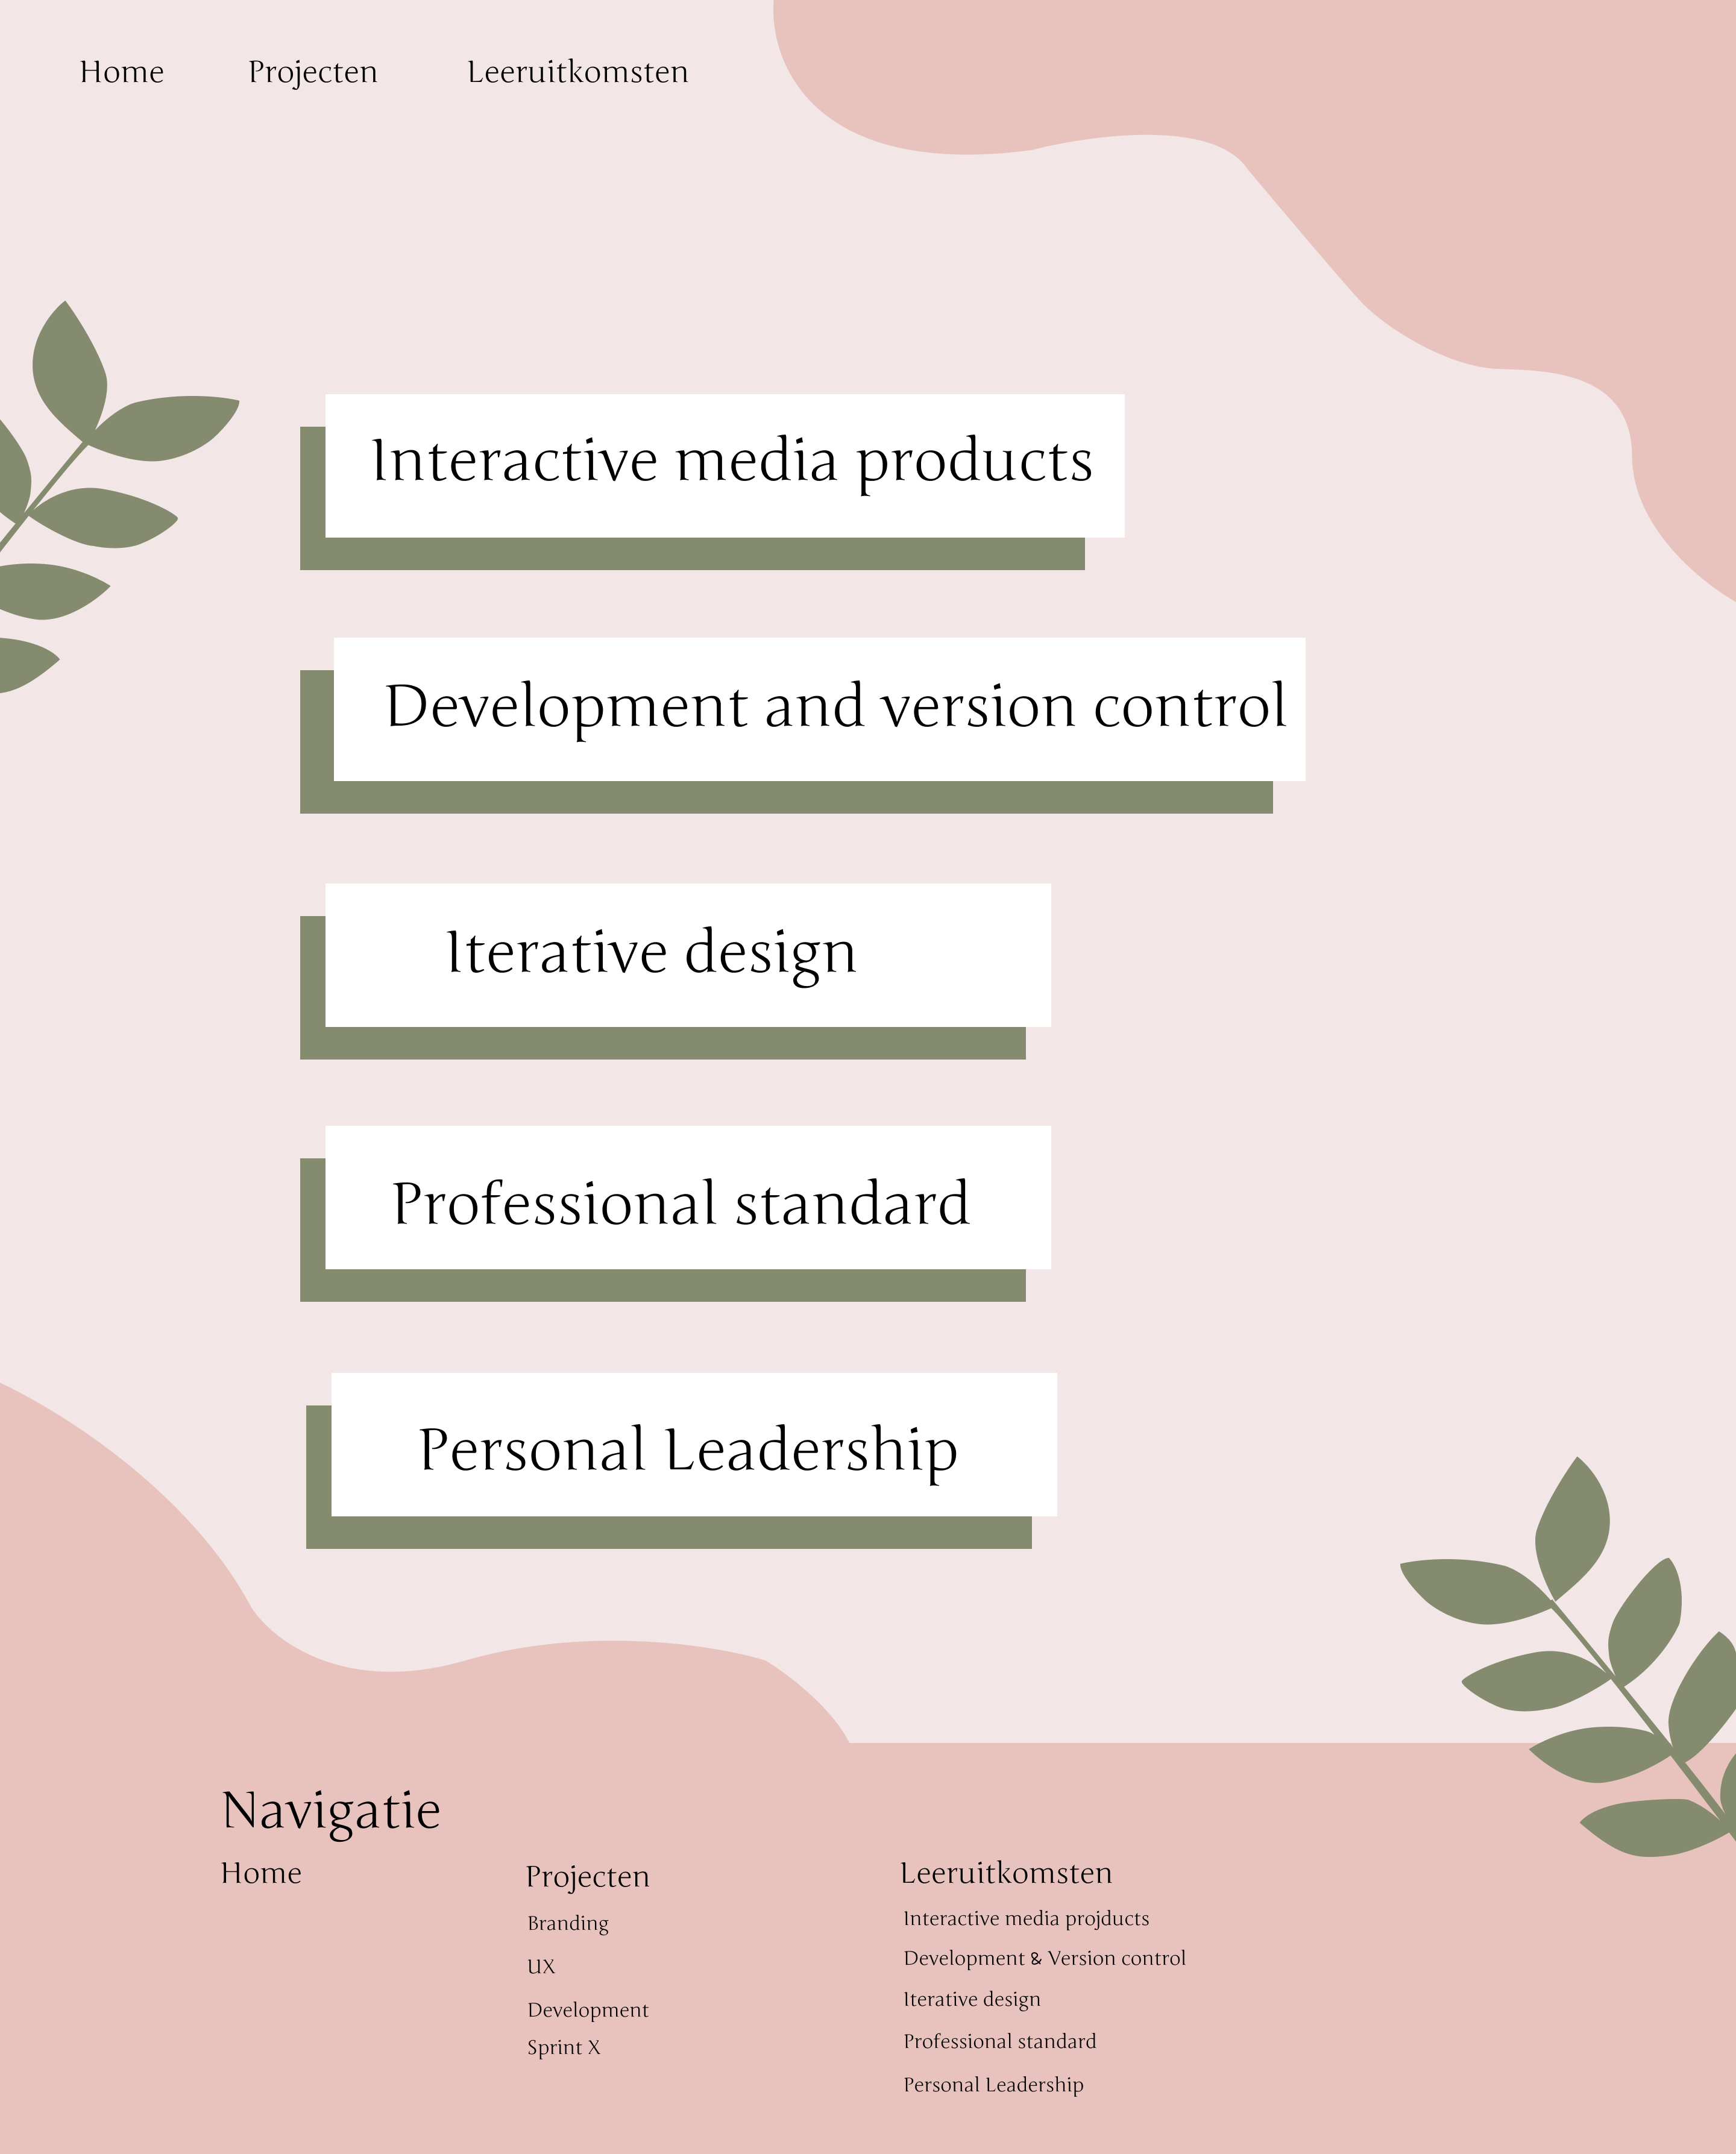 Home Projecten Leeruitkomsten
Interactive media products
Development and version control
Iterative design
Professional standard
Personal Leadership
Navigatie
Home
Projecten
Branding
UX
Development
Sprint X
Leeruitkomsten
Interactive media projducts
Development & Version control
Iterative design
Professional standard
Personal Leadership